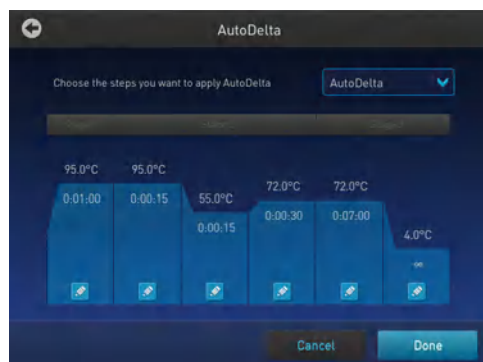 AutoDelta
Choose the steps you want to apply AutoDelta
AutoDelta
95.0°C 95.0°C 55.0°C 72.0°C 72.0°C 4.0°C
0:01:00 0:00:15 0:00:15 0:00:30 0:07:00 ∞
Cancel Done